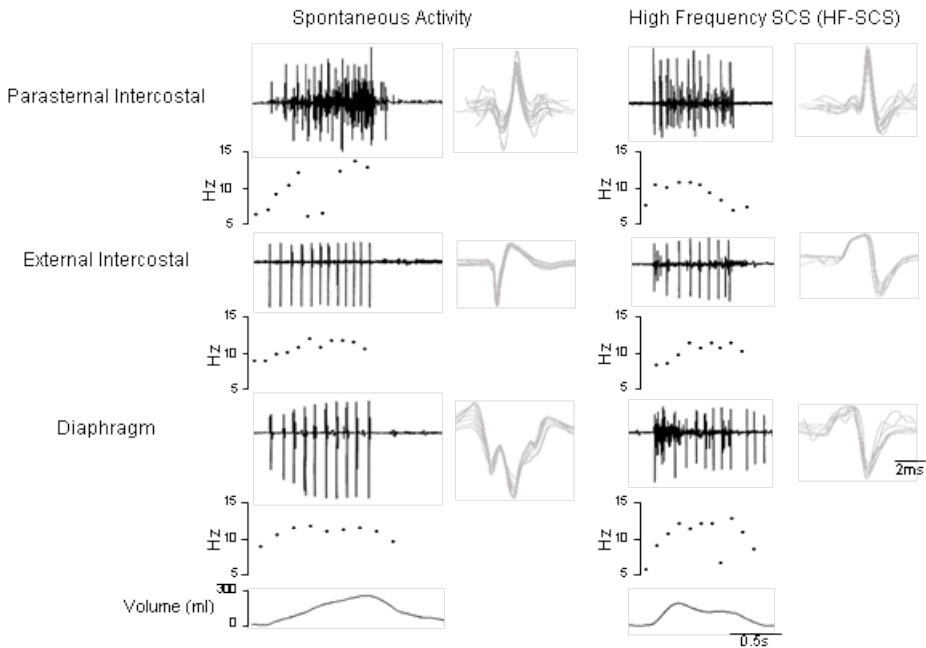 Spontaneous Activity
High Frequency SCS (HF-SCS)
Parasternal Intercostal
15
10
5
Hz
15
10
5
Hz
External Intercostal
15
10
5
Hz
15
10
5
Hz
Diaphragm
2ms
15
10
5
Hz
15
10
5
Hz
Volume (ml)
300
0
0.5s